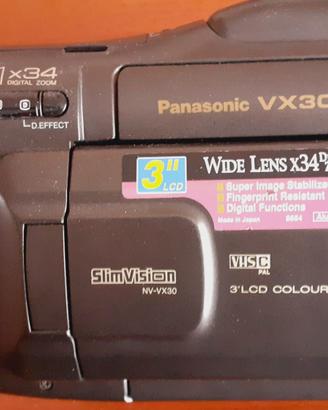 x34
DIGITAL ZOOM
D.EFFECT
Panasonic VX30
3"
LCD
WIDE LENS x34
Super Image Stabilize
Fingerprint Resistant
Digital Functions
Made in Japan
SlimVision
NV-VX30
VHS C
PAL
3"LCD COLOUR